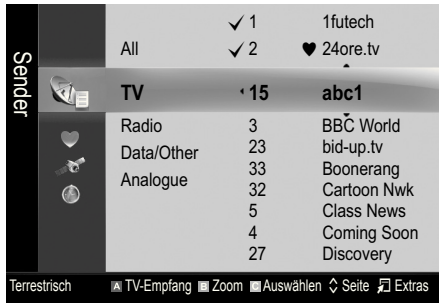 Sender
✓ 1 1futech
All ✓ 2 ♥ 24ore.tv
TV 15 abc1
Radio 3 BBC World
Data/Other 23 bid-up.tv
Analogue 33 Boonerang
32 Cartoon Nwk
5 Class News
4 Coming Soon
27 Discovery
Terrestrisch A TV-Empfang B Zoom C Auswählen Seite Extras